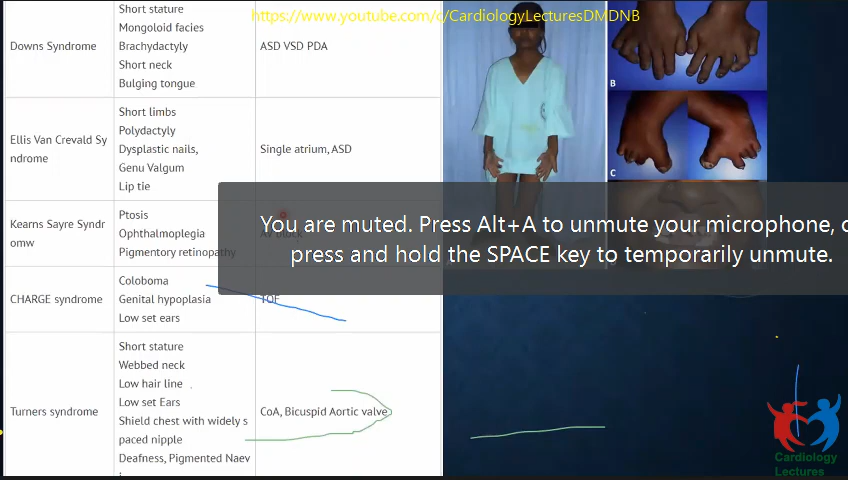 https://www.youtube.com/c/CardiologyLecturesDMDNB
Downs Syndrome
Short stature
Mongoloid facies
Brachydactyly
Short neck
Bulging tongue
ASD VSD PDA
Ellis Van Crevald Sy
ndrome
Short limbs
Polydactyly
Dysplastic nails,
Genu Valgum
Lip tie
Single atrium, ASD
Kearns Sayre Syndr
omw
Ptosis
Ophthalmoplegia
Pigmentory retinopathy
AV block
CHARGE syndrome
Coloboma
Genital hypoplasia
Low set ears
TOF
Turners syndrome
Short stature
Webbed neck
Low hair line
Low set Ears
Shield chest with widely s
paced nipple
Deafness, Pigmented Naev
CoA, Bicuspid Aortic valve
B
C
You are muted. Press Alt+A to unmute your microphone, o
press and hold the SPACE key to temporarily unmute.
Cardiology
Lectures